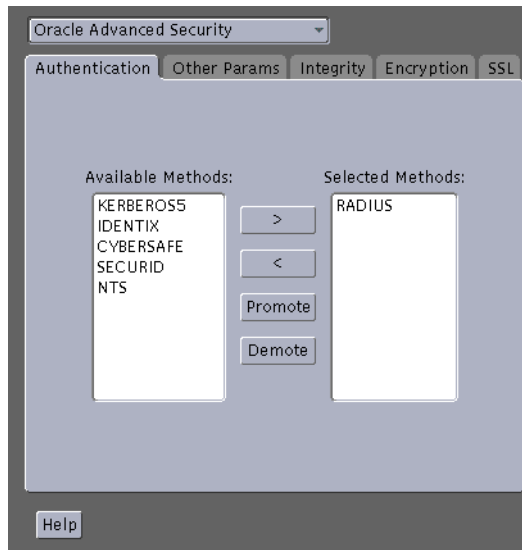 Oracle Advanced Security
Authentication Other Params Integrity Encryption SSL
Available Methods: Selected Methods:
KERBEROS5
IDENTIX
CYBERSAFE
SECURID
NTS
>
<
Promote
Demote
RADIUS
Help